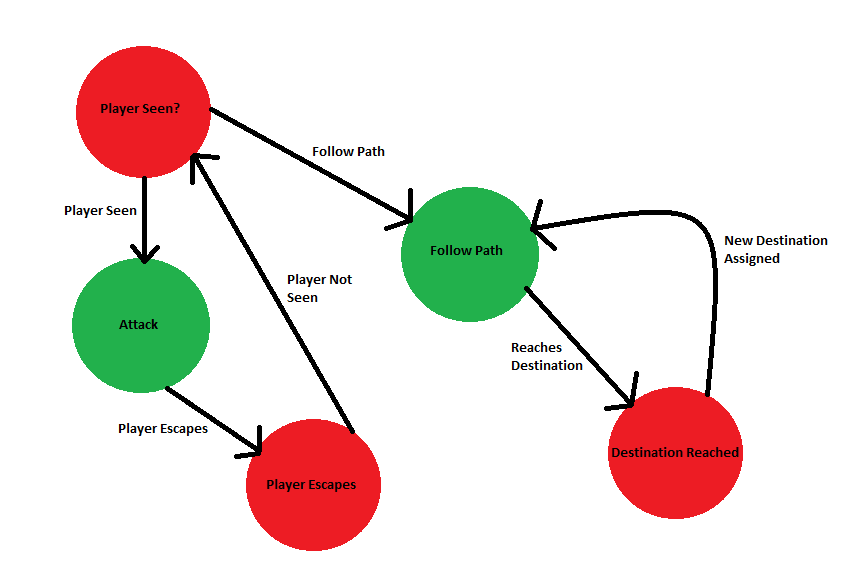 Player Seen?
Follow Path
Player Seen
Follow Path
New Destination
Assigned
Player Not
Seen
Attack
Reaches
Destination
Player Escapes
Destination Reached
Player Escapes